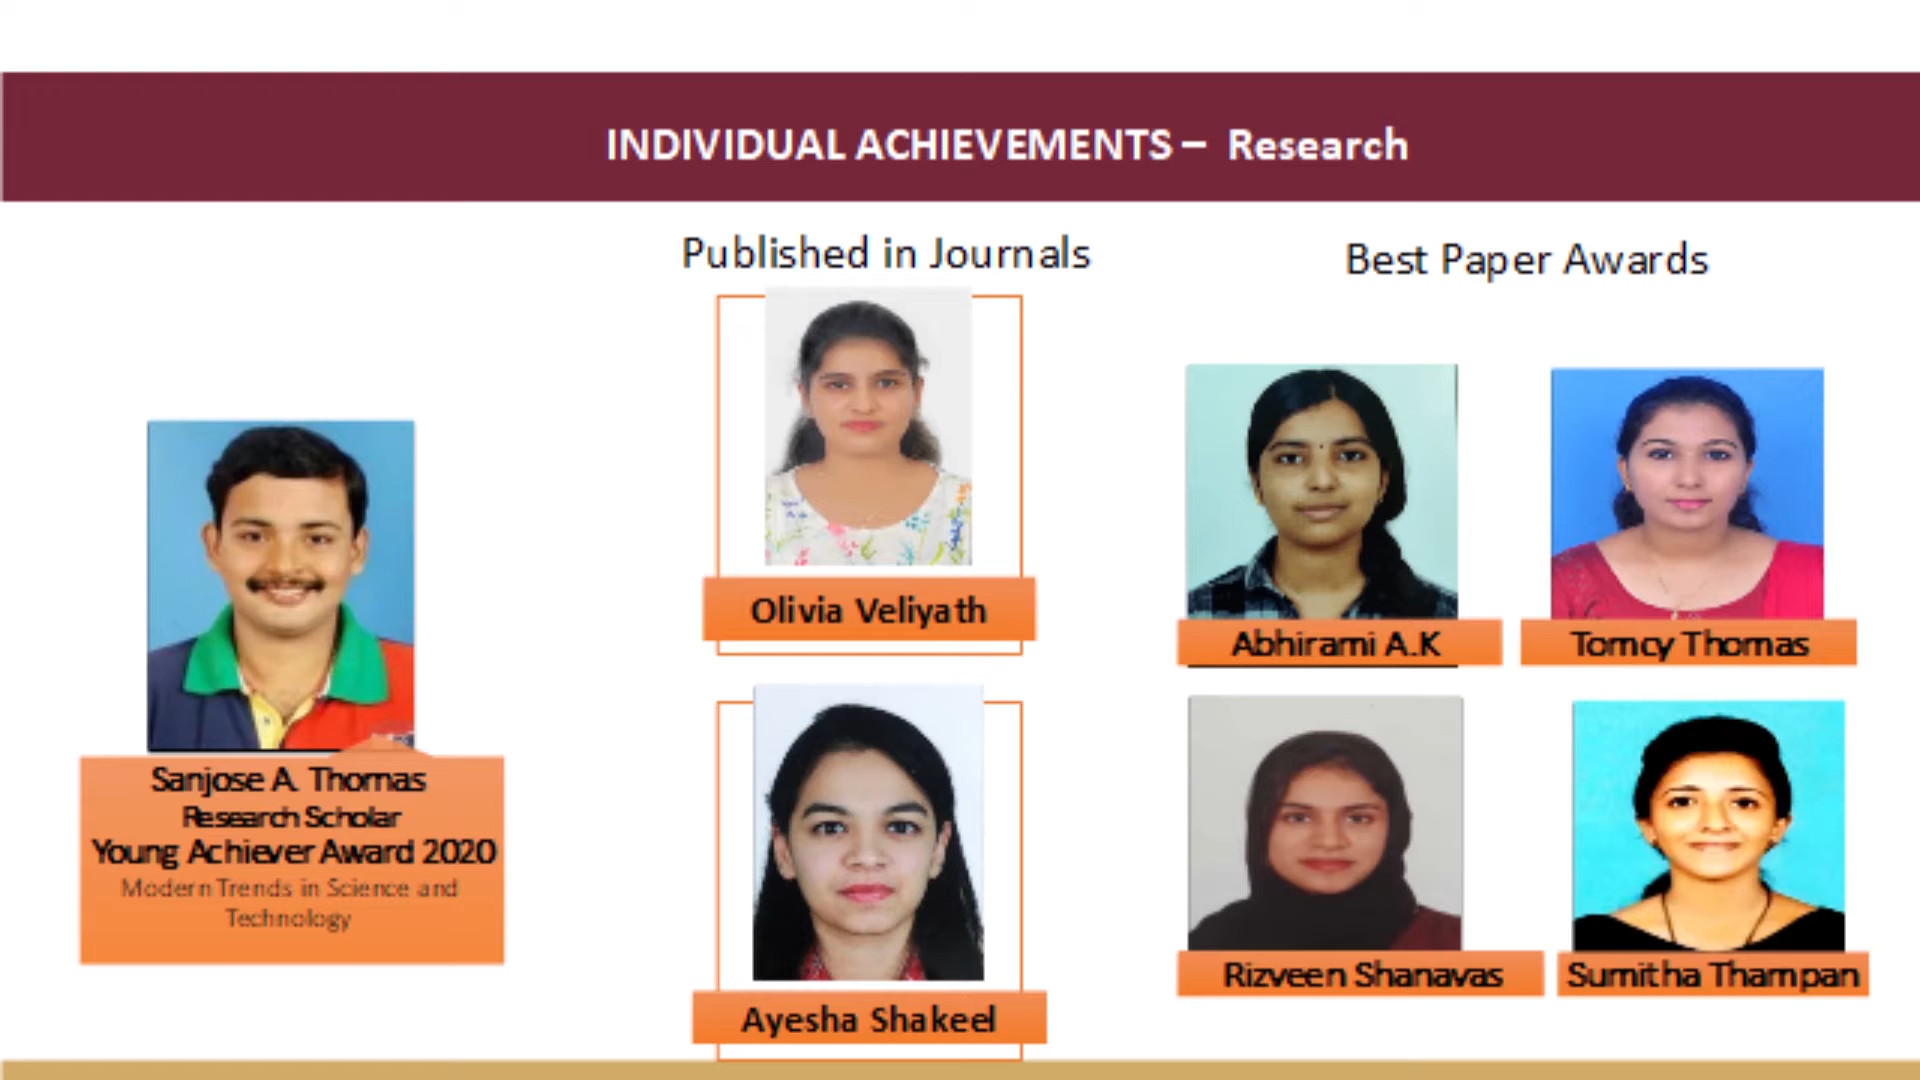 INDIVIDUAL ACHIEVEMENTS – Research
Published in Journals
Best Paper Awards
Olivia Veliyath
Abhirami A.K
Tomcy Thomas
Sanjose A. Thomas
Research Scholar
Young Achiever Award 2020
Modern Trends in Science and
Technology
Rizveen Shanavas
Sumitha Thampan
Ayesha Shakeel